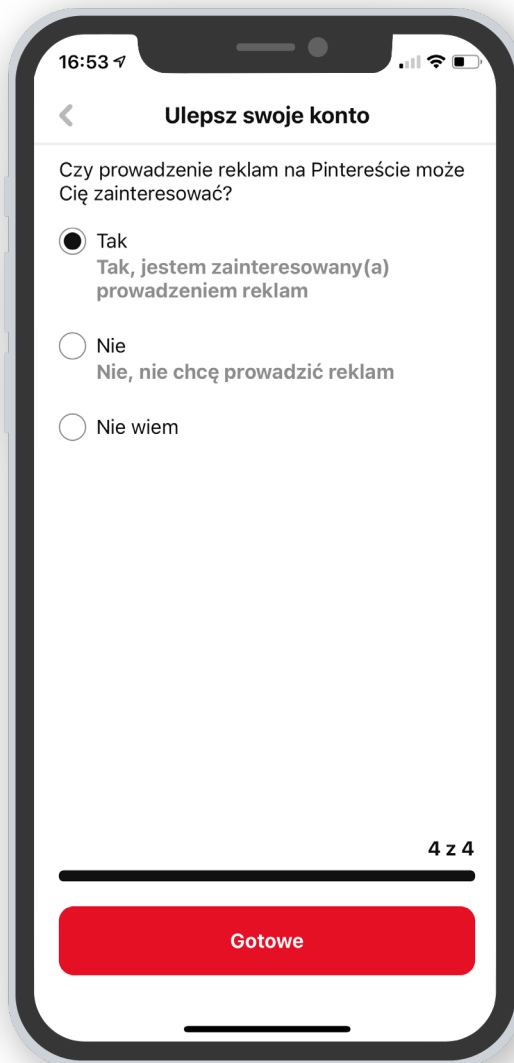 16:53
Ulepsz swoje konto
Czy prowadzenie reklam na Pintereście może
Cię zainteresować?
Tak
Tak, jestem zainteresowany(a)
prowadzeniem reklam
Nie
Nie, nie chcę prowadzić reklam
Nie wiem
4 z 4
Gotowe